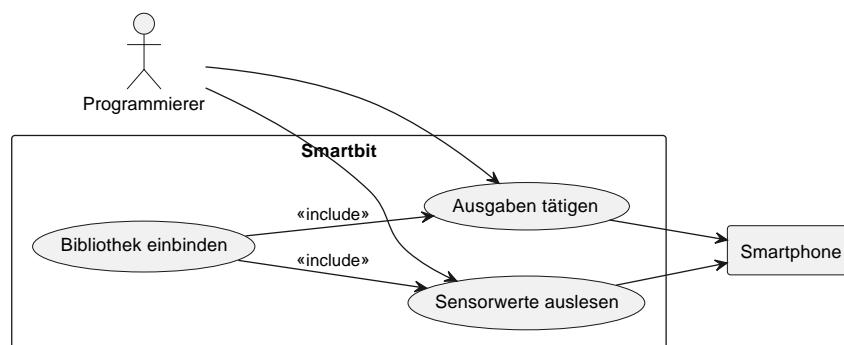 Programmierer
Smartbit
Ausgaben tätigen
«include»
Bibliothek einbinden
Smartphone
«include»
Sensorwerte auslesen